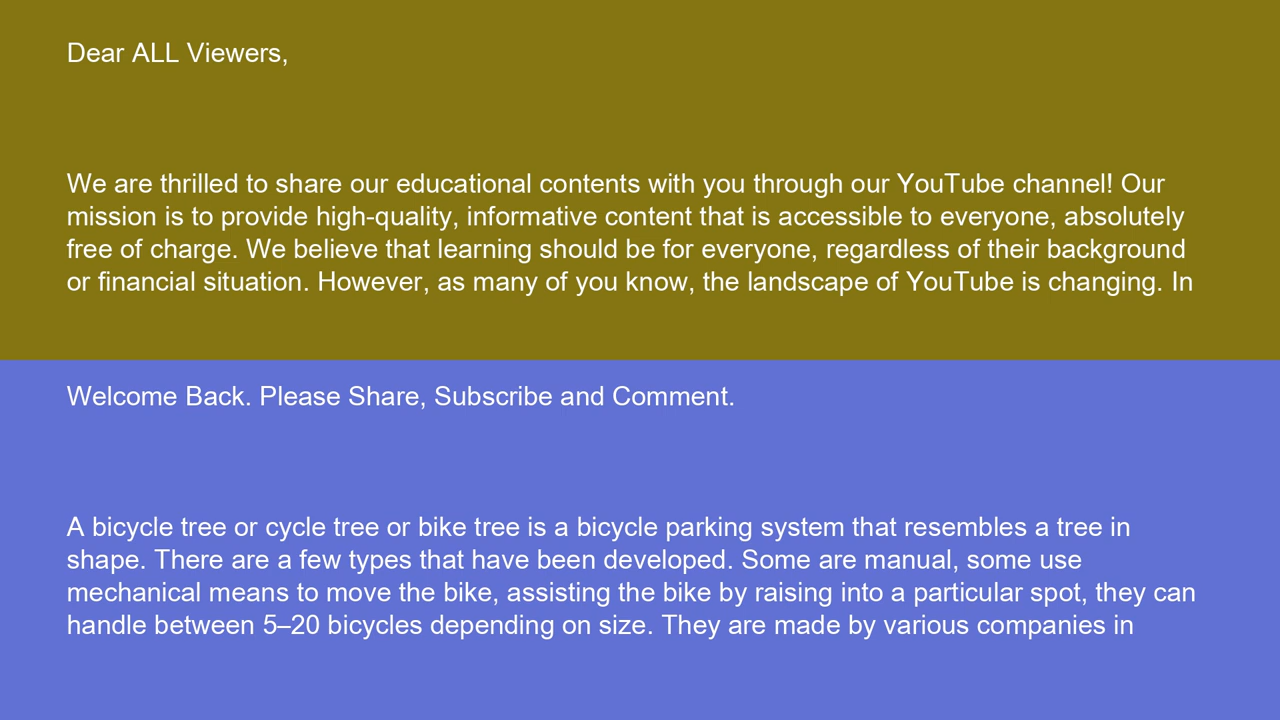 Dear ALL Viewers,
We are thrilled to share our educational contents with you through our YouTube channel! Our
mission is to provide high-quality, informative content that is accessible to everyone, absolutely
free of charge. We believe that learning should be for everyone, regardless of their background
or financial situation. However, as many of you know, the landscape of YouTube is changing. In
Welcome Back. Please Share, Subscribe and Comment.
A bicycle tree or cycle tree or bike tree is a bicycle parking system that resembles a tree in
shape. There are a few types that have been developed. Some are manual, some use
mechanical means to move the bike, assisting the bike by raising into a particular spot, they can
handle between 5–20 bicycles depending on size. They are made by various companies in